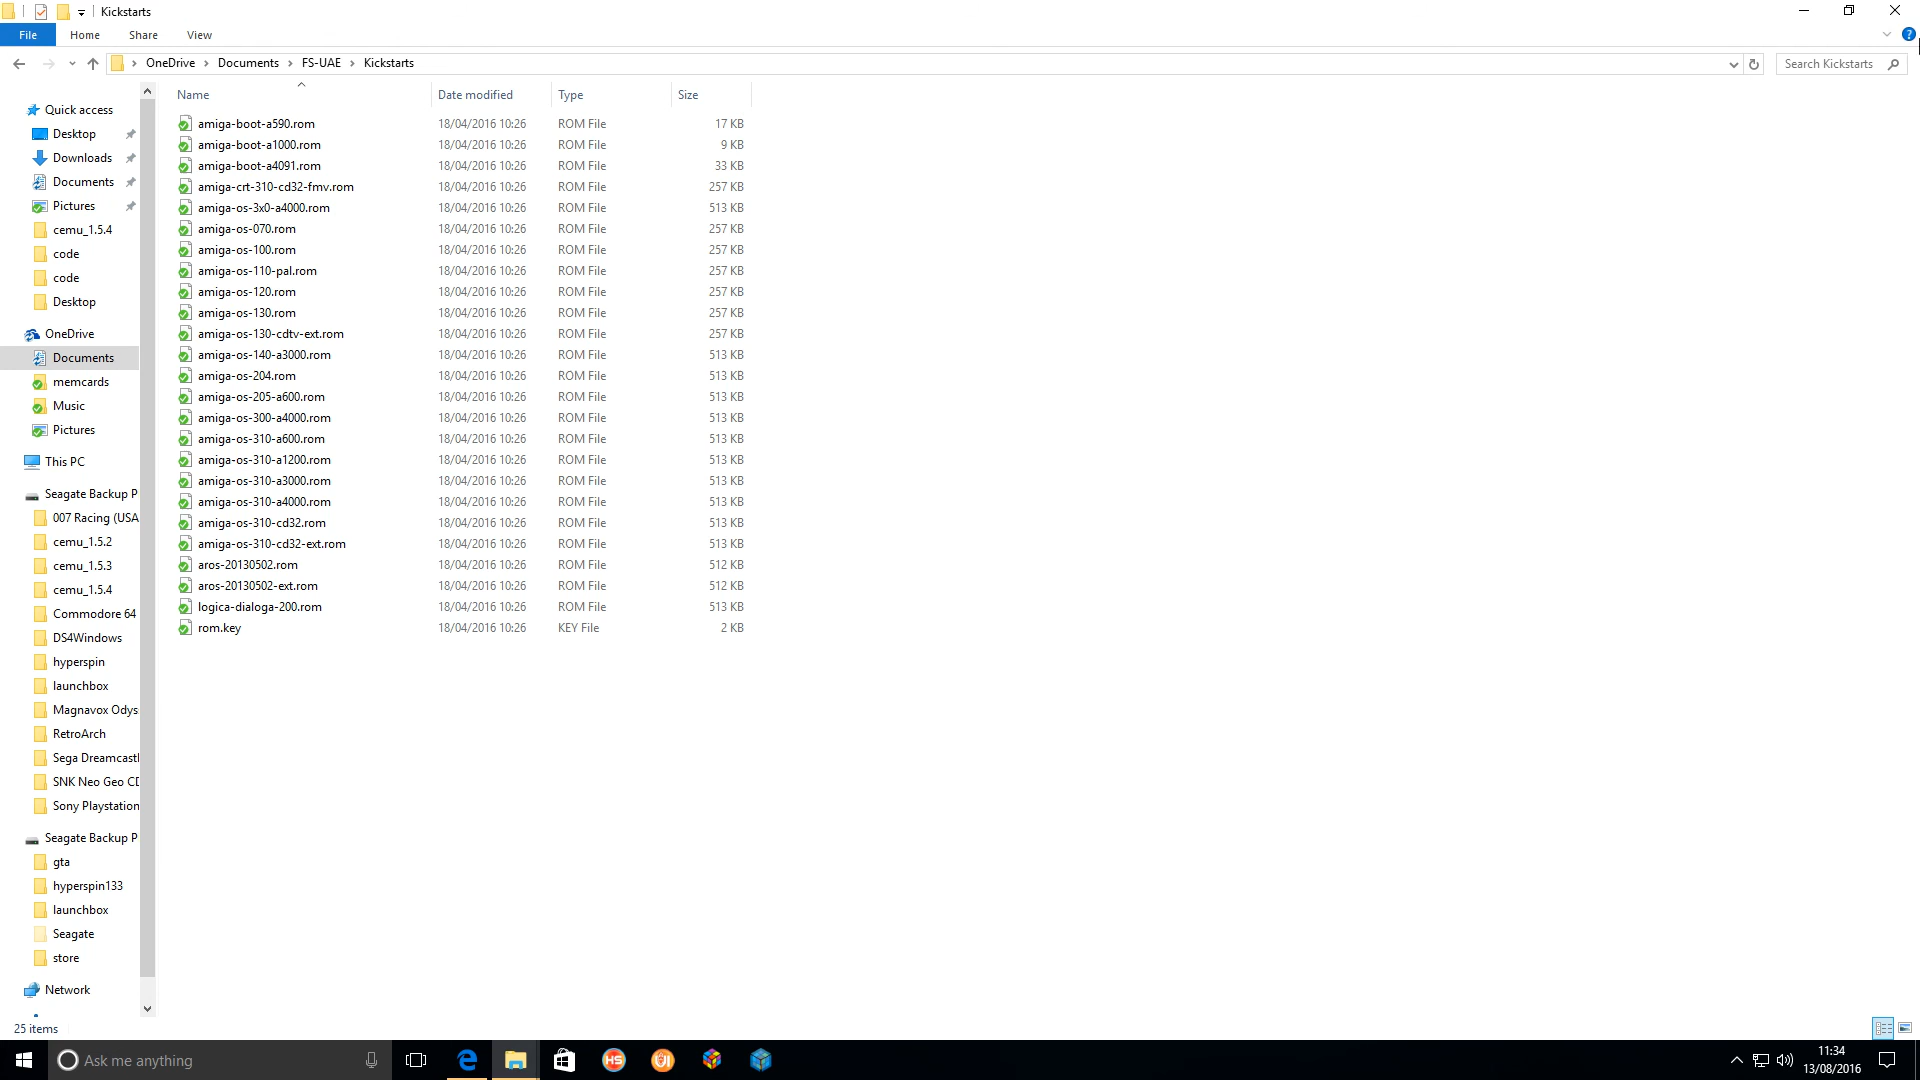 Kickstarts
File Home Share View
OneDrive Documents FS-UAE Kickstarts
Search Kickstarts
Name Date modified Type Size
Quick access
Desktop
Downloads
Documents
Pictures
cemu_1.5.4
code
code
Desktop
OneDrive
Documents
memcards
Music
Pictures
This PC
Seagate Backup P
007 Racing (USA
cemu_1.5.2
cemu_1.5.3
cemu_1.5.4
Commodore 64
DS4Windows
hyperspin
launchbox
Magnavox Odys
RetroArch
Sega Dreamcast
SNK Neo Geo CD
Sony Playstation
Seagate Backup P
gta
hyperspin133
launchbox
Seagate
store
Network
amiga-boot-a590.rom 18/04/2016 10:26 ROM File 17 KB
amiga-boot-a1000.rom 18/04/2016 10:26 ROM File 9 KB
amiga-boot-a4091.rom 18/04/2016 10:26 ROM File 33 KB
amiga-crt-310-cd32-fmv.rom 18/04/2016 10:26 ROM File 257 KB
amiga-os-3x0-a4000.rom 18/04/2016 10:26 ROM File 513 KB
amiga-os-070.rom 18/04/2016 10:26 ROM File 257 KB
amiga-os-100.rom 18/04/2016 10:26 ROM File 257 KB
amiga-os-110-pal.rom 18/04/2016 10:26 ROM File 257 KB
amiga-os-120.rom 18/04/2016 10:26 ROM File 257 KB
amiga-os-130.rom 18/04/2016 10:26 ROM File 257 KB
amiga-os-130-cdtv-ext.rom 18/04/2016 10:26 ROM File 257 KB
amiga-os-140-a3000.rom 18/04/2016 10:26 ROM File 513 KB
amiga-os-204.rom 18/04/2016 10:26 ROM File 513 KB
amiga-os-205-a600.rom 18/04/2016 10:26 ROM File 513 KB
amiga-os-300-a4000.rom 18/04/2016 10:26 ROM File 513 KB
amiga-os-310-a600.rom 18/04/2016 10:26 ROM File 513 KB
amiga-os-310-a1200.rom 18/04/2016 10:26 ROM File 513 KB
amiga-os-310-a3000.rom 18/04/2016 10:26 ROM File 513 KB
amiga-os-310-a4000.rom 18/04/2016 10:26 ROM File 513 KB
amiga-os-310-cd32.rom 18/04/2016 10:26 ROM File 513 KB
amiga-os-310-cd32-ext.rom 18/04/2016 10:26 ROM File 513 KB
aros-20130502.rom 18/04/2016 10:26 ROM File 512 KB
aros-20130502-ext.rom 18/04/2016 10:26 ROM File 512 KB
logica-dialoga-200.rom 18/04/2016 10:26 ROM File 513 KB
rom.key 18/04/2016 10:26 KEY File 2 KB
25 items
Ask me anything
HS
11:34
13/08/2016